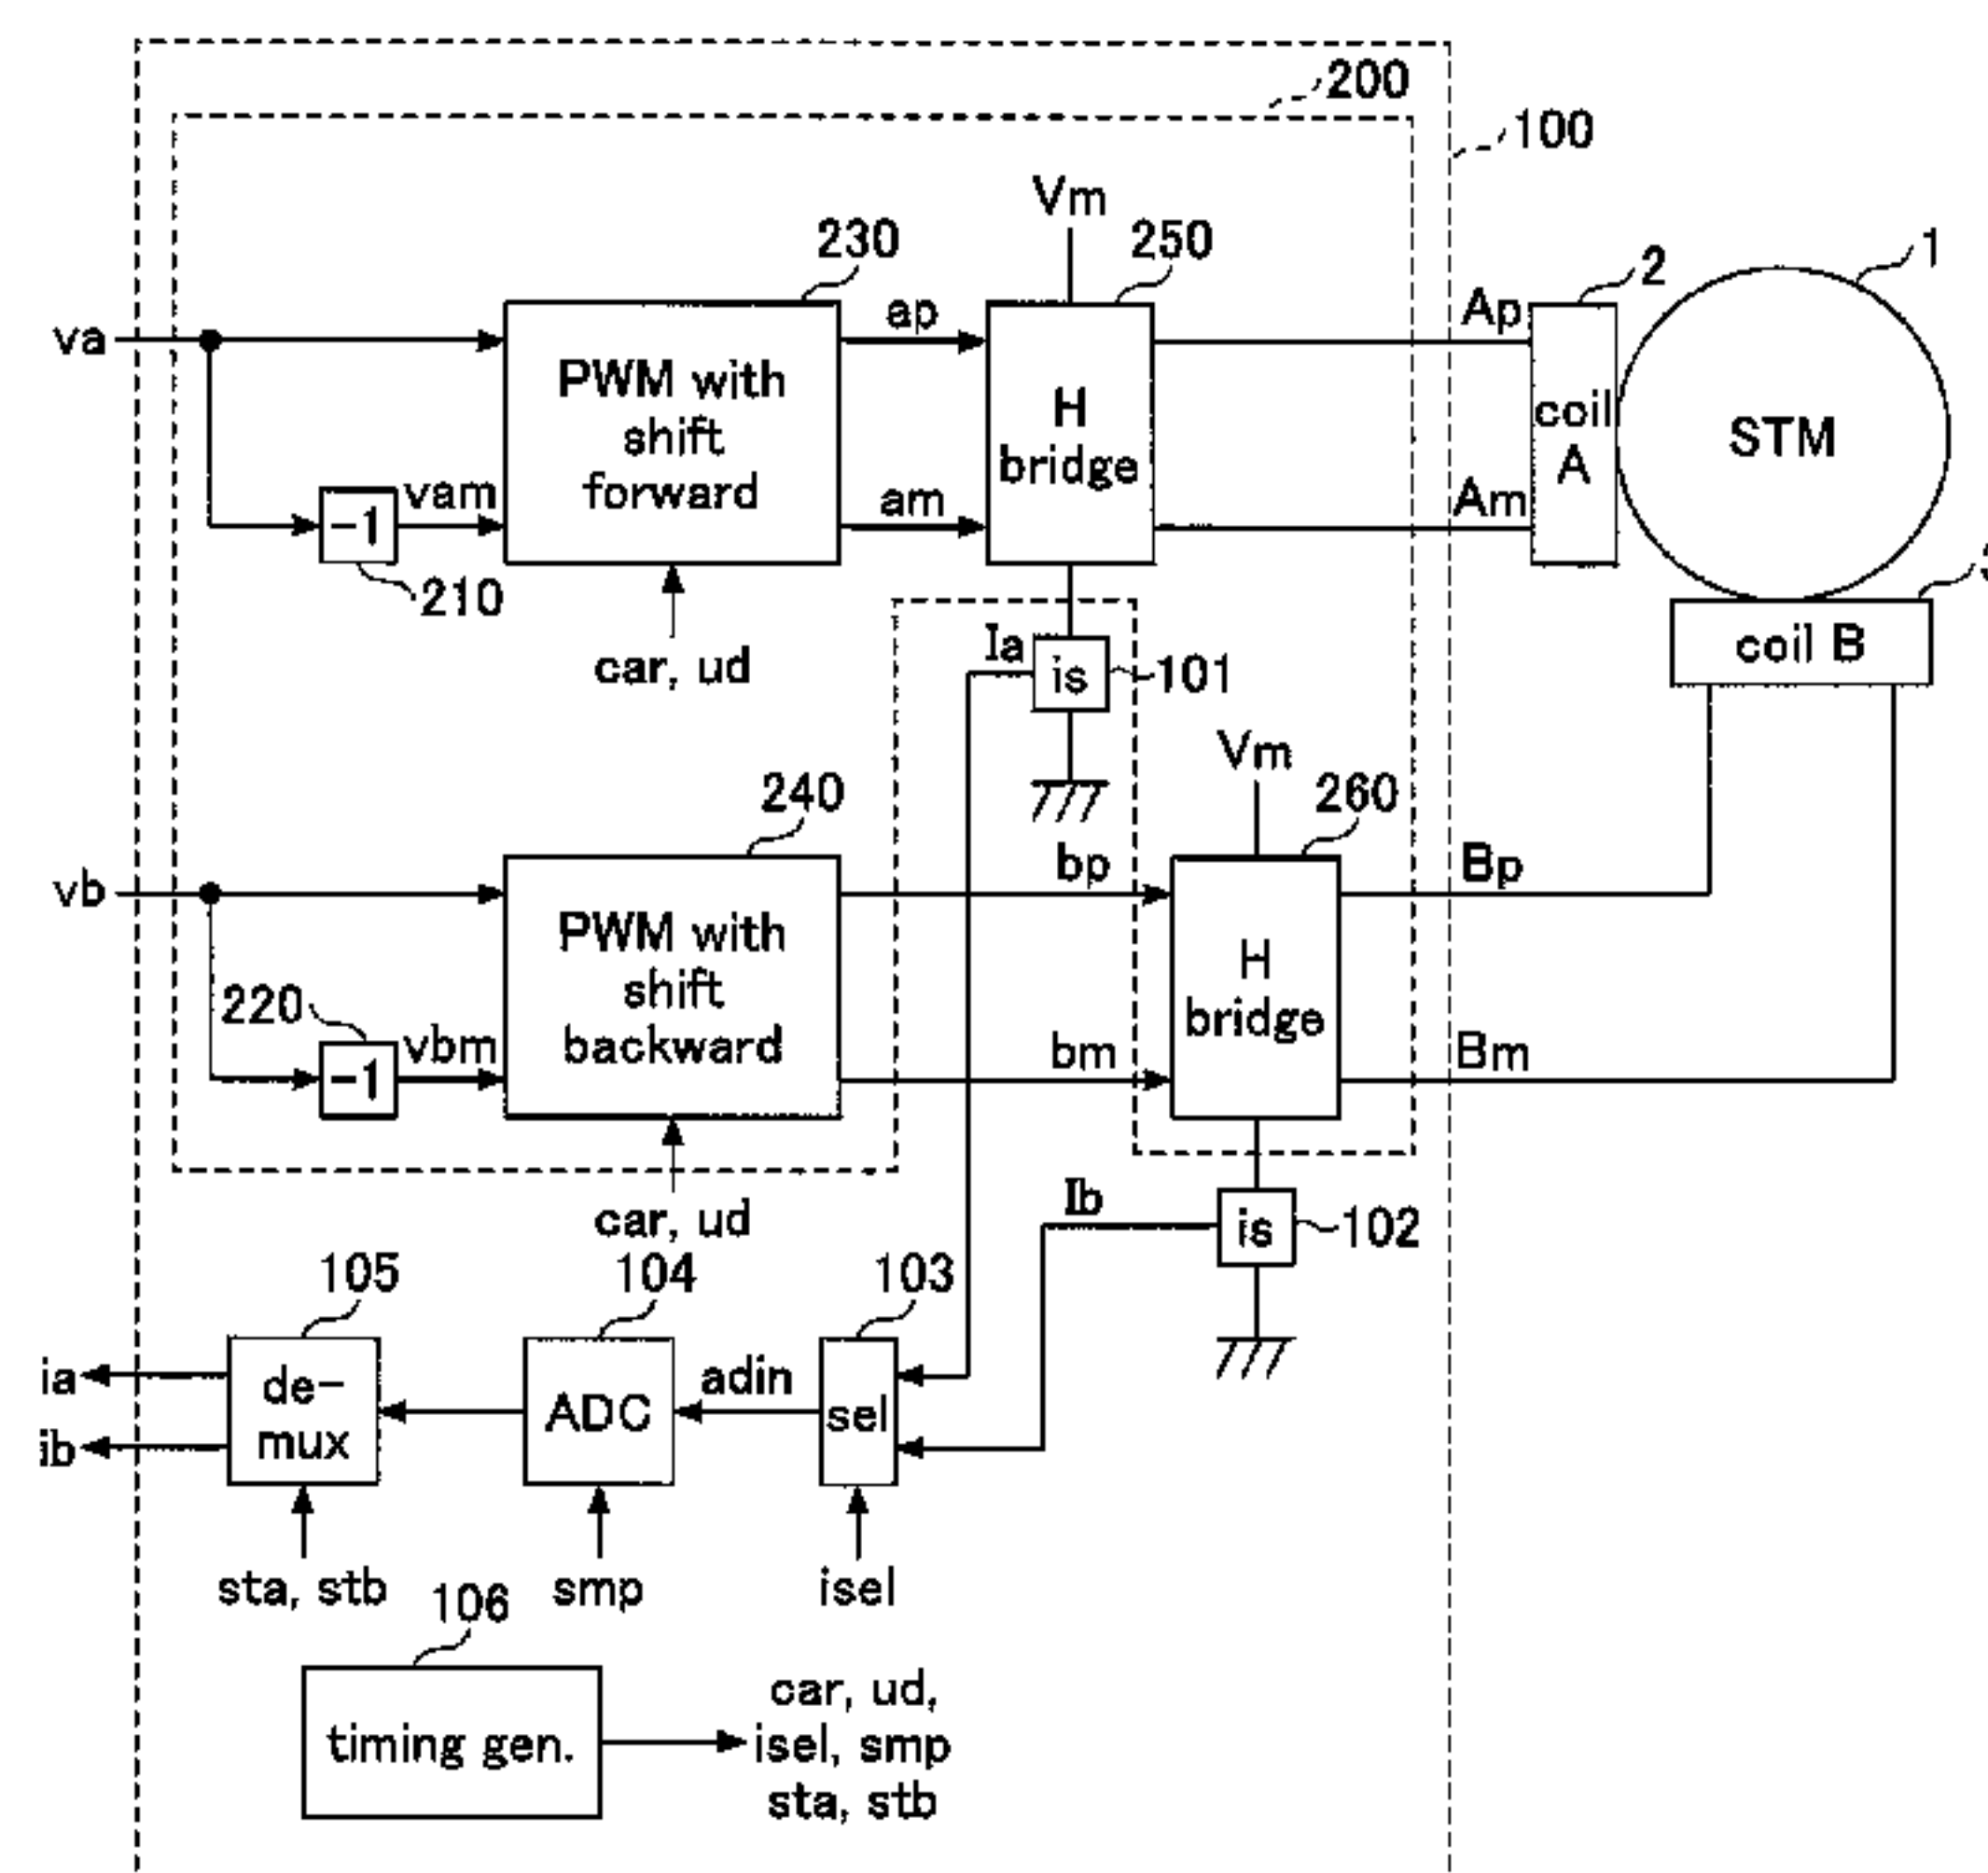 200
100
Vm
230
250
2
1
va
ap
Ap
PWM with
shift
forward
H
bridge
coil
A
STM
vam
am
Am
-1
210
car, ud
Ia
is
101
coil B
Vm
240
260
vb
bp
Bp
PWM with
shift
backward
H
bridge
220
vbm
bm
Bm
-1
car, ud
Ib
is
102
105
104
103
ia
ib
de-
mux
ADC
adin
sel
sta, stb
smp
isel
106
timing gen.
car, ud,
isel, smp
sta, stb